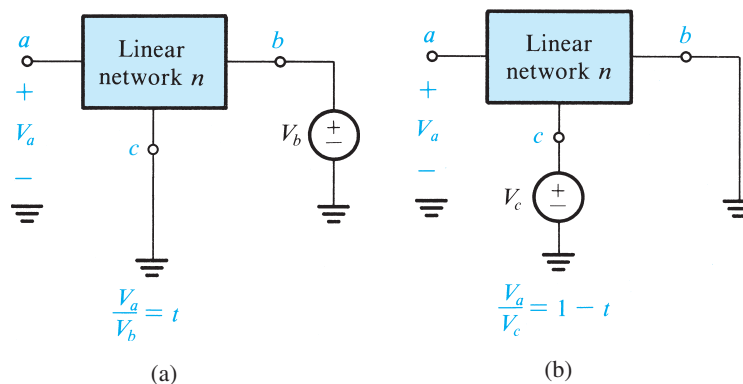 a
Linear
network n
b
+
V_a
−
c
V_b
+
−
V_a/V_b = t
(a)
a
Linear
network n
b
+
V_a
−
c
V_c
+
−
V_a/V_c = 1 − t
(b)